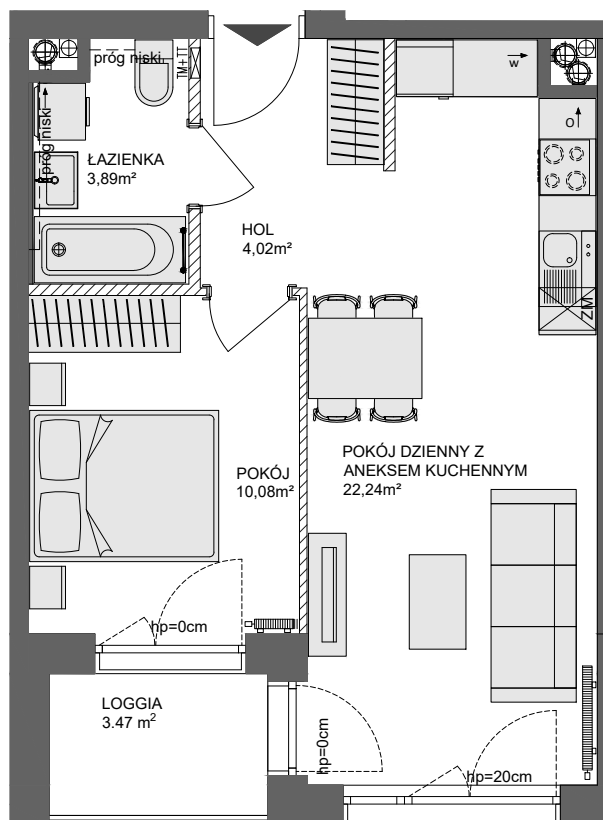 próg niski
TM+TT
w
próg niski
O
ŁAZIENKA
3,89m²
HOL
4,02m²
ZM
POKÓJ DZIENNY Z
ANEKSEM KUCHENNYM
22,24m²
POKÓJ
10,08m²
hp=0cm
LOGGIA
3.47 m²
hp=0cm
hp=20cm